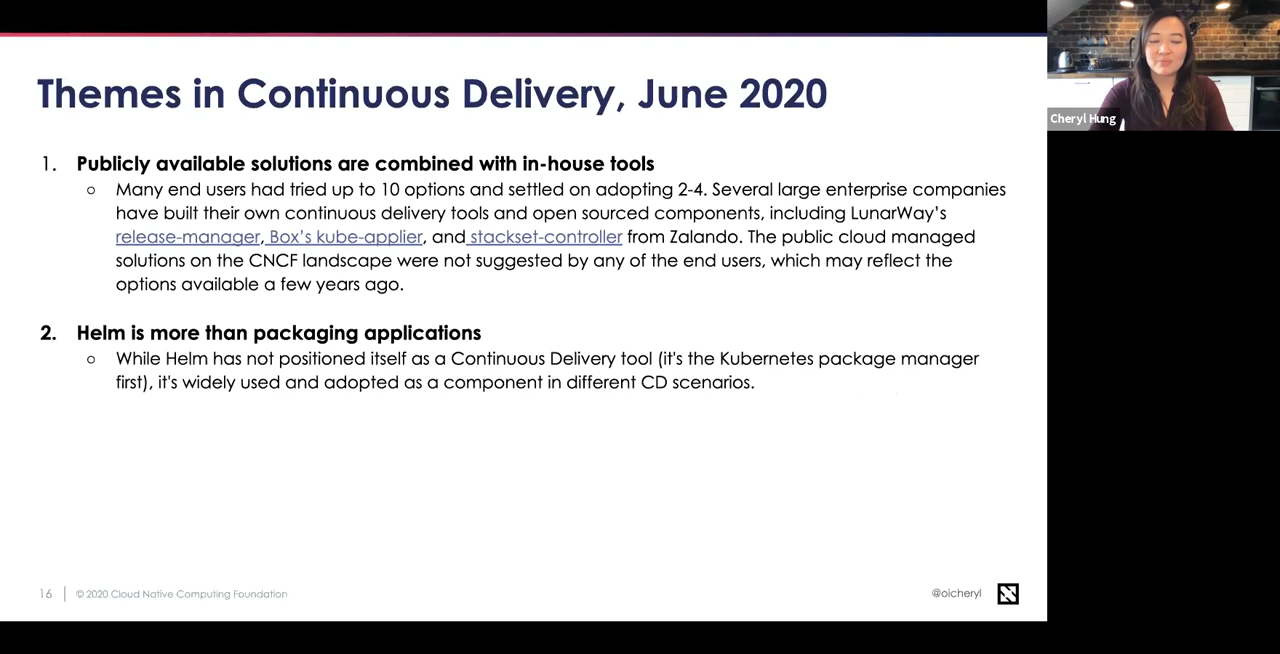 Themes in Continuous Delivery, June 2020
Cheryl Hung
1. Publicly available solutions are combined with in-house tools
○ Many end users had tried up to 10 options and settled on adopting 2-4. Several large enterprise companies
have built their own continuous delivery tools and open sourced components, including LunarWay’s
release-manager, Box’s kube-applier, and stackset-controller from Zalando. The public cloud managed
solutions on the CNCF landscape were not suggested by any of the end users, which may reflect the
options available a few years ago.
2. Helm is more than packaging applications
○ While Helm has not positioned itself as a Continuous Delivery tool (it's the Kubernetes package manager
first), it's widely used and adopted as a component in different CD scenarios.
16 | © 2020 Cloud Native Computing Foundation
@oicheryl